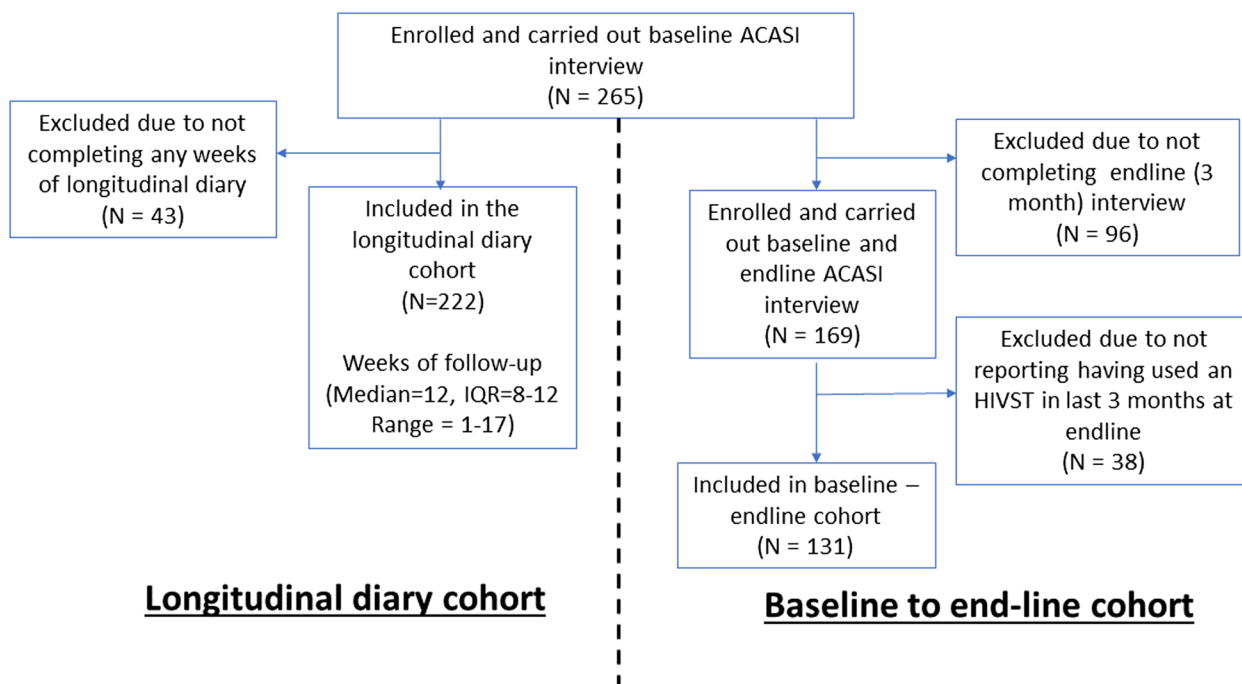 Enrolled and carried out baseline ACASI
interview
(N = 265)
Excluded due to not
completing any weeks
of longitudinal diary
(N = 43)
Included in the
longitudinal diary
cohort
(N=222)
Weeks of follow-up
(Median=12, IQR=8-12
Range = 1-17)
Excluded due to not
completing endline (3
month) interview
(N = 96)
Enrolled and carried
out baseline and
endline ACASI
interview
(N = 169)
Excluded due to not
reporting having used an
HIVST in last 3 months at
endline
(N = 38)
Included in baseline –
endline cohort
(N = 131)
Longitudinal diary cohort
Baseline to end-line cohort